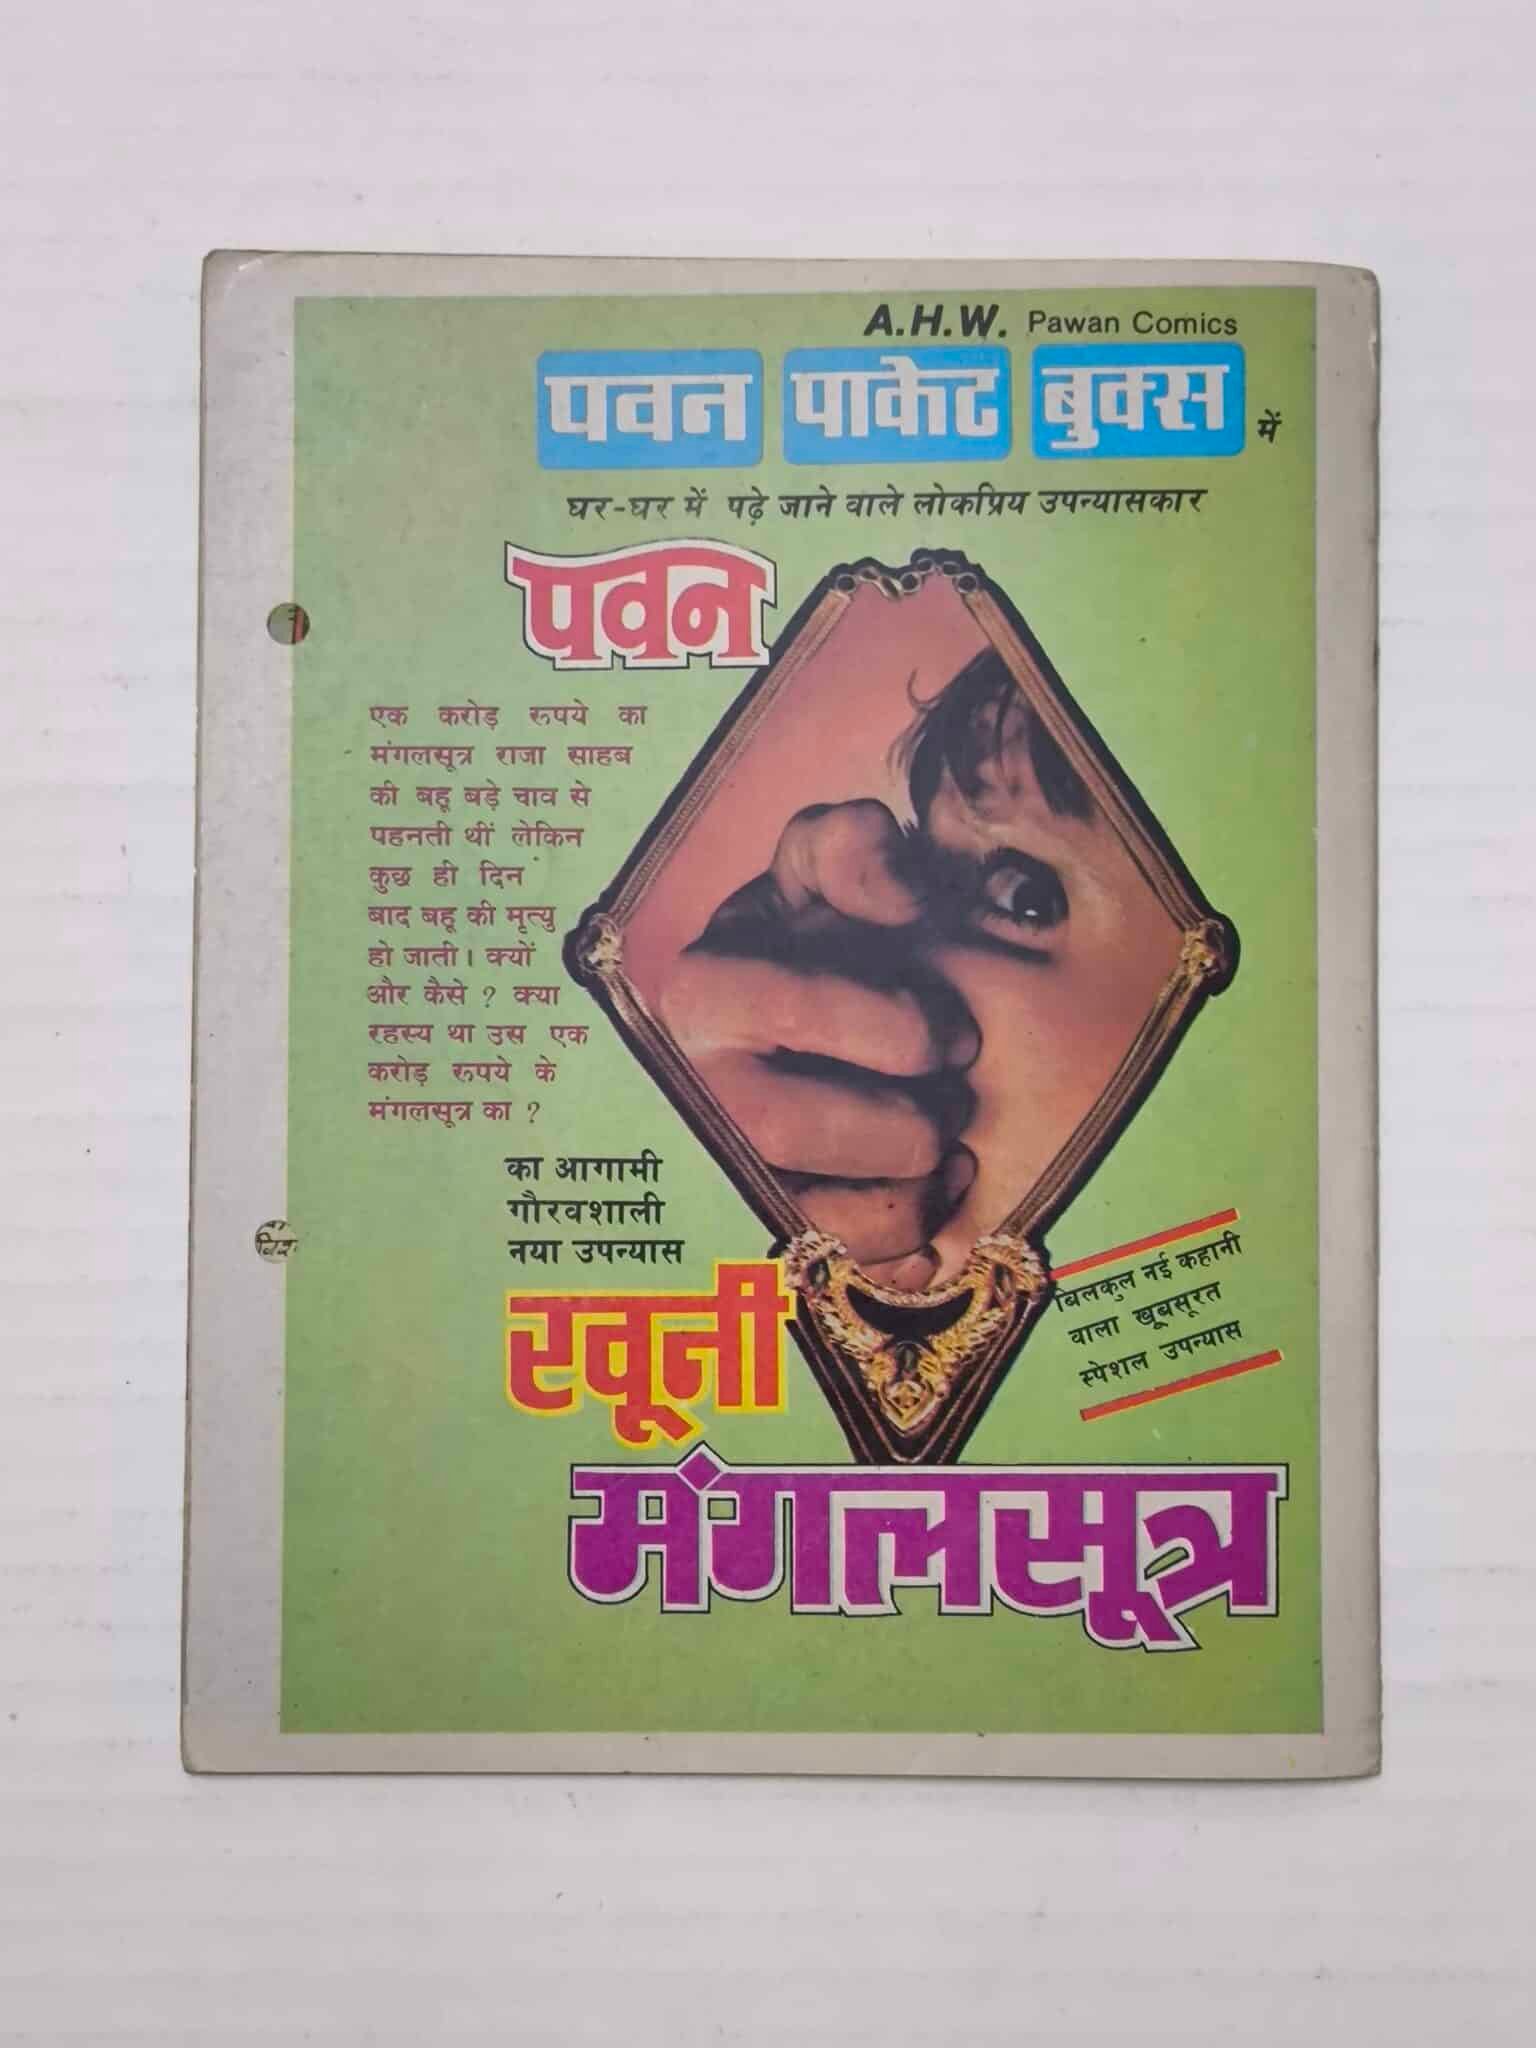 A.H.W. Pawan Comics
पवन पाकेट बुक्स में
घर-घर में पढ़े जाने वाले लोकप्रिय उपन्यासकार
पवन
एक करोड़ रूपये का
मंगलसूत्र राजा साहब
की बहू बड़े चाव से
पहनती थीं लेकिन
कुछ ही दिन
बाद बहू की मृत्यु
हो जाती। क्यों
और कैसे ? क्या
रहस्य था उस एक
करोड़ रूपये के
मंगलसूत्र का ?
का आगामी
गौरवशाली
नया उपन्यास
खूनी
मंगलसूत्र
बिलकुल नई कहानी
वाला खूबसूरत
स्पेशल उपन्यास